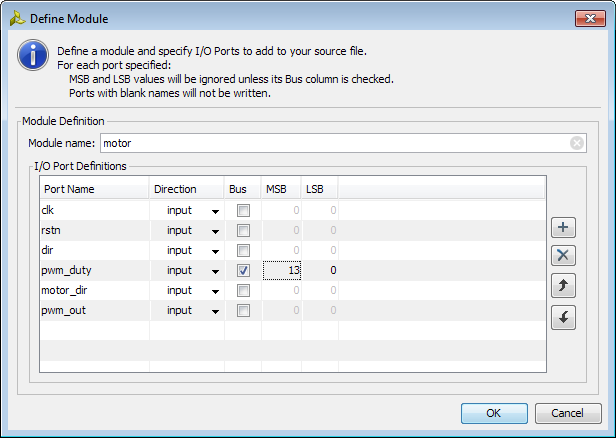 Define Module
Define a module and specify I/O Ports to add to your source file.
For each port specified:
MSB and LSB values will be ignored unless its Bus column is checked.
Ports with blank names will not be written.
Module Definition
Module name: motor
I/O Port Definitions
Port Name Direction Bus MSB LSB
clk input 0 0
rstn input 0 0
dir input 0 0
pwm_duty input 13 0
motor_dir input 0 0
pwm_out input 0 0
OK Cancel